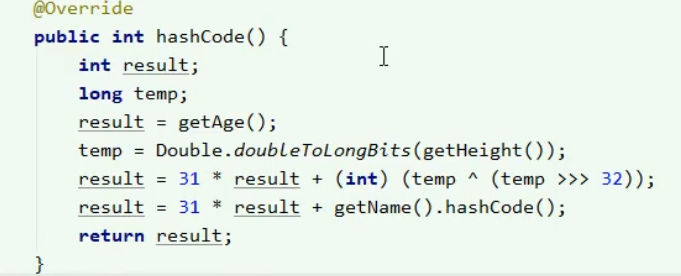 @Override
public int hashCode() {
int result;
long temp;
result = getAge();
temp = Double.doubleToLongBits(getHeight());
result = 31 * result + (int) (temp ^ (temp >>> 32));
result = 31 * result + getName().hashCode();
return result;
}